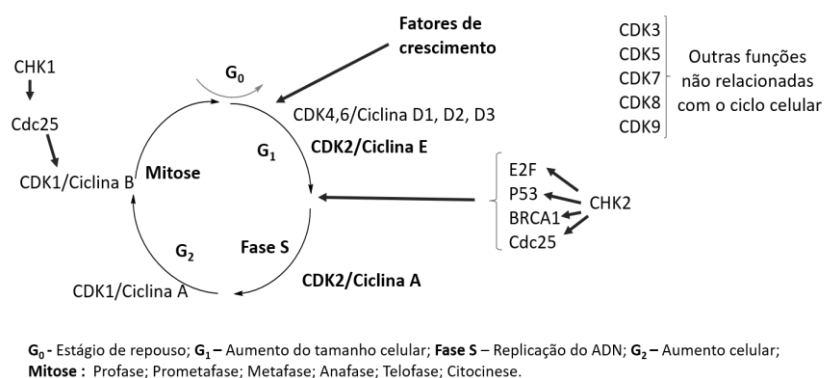 Fatores de
crescimento
CDK3
CDK5
CDK7
CDK8
CDK9
Outras funções
não relacionadas
com o ciclo celular
CHK1
Cdc25
CDK1/Ciclina B
Mitose
G₀
CDK4,6/Ciclina D1, D2, D3
G₁
CDK2/Ciclina E
E2F
P53
BRCA1
Cdc25
CHK2
G₂
Fase S
CDK1/Ciclina A
CDK2/Ciclina A
G₀ - Estágio de repouso; G₁ – Aumento do tamanho celular; Fase S – Replicação do ADN; G₂ – Aumento celular;
Mitose : Profase; Prometafase; Metafase; Anafase; Telofase; Citocinese.